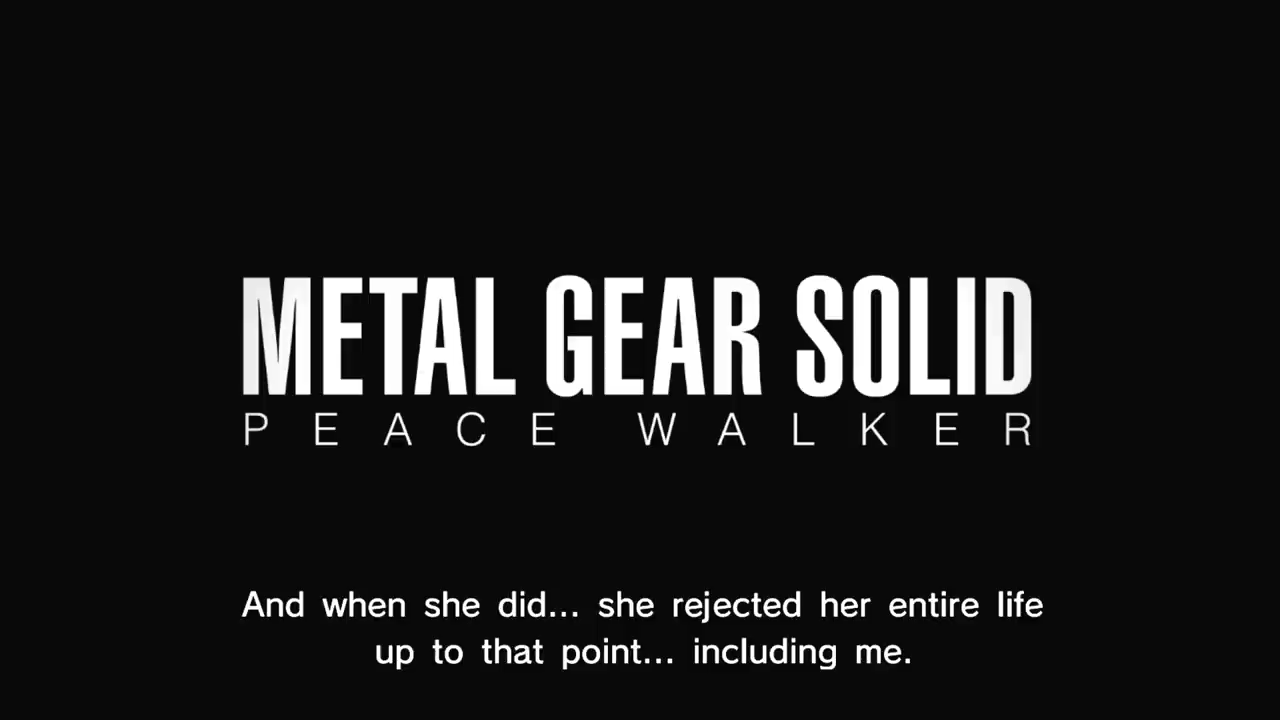 METAL GEAR SOLID
PEACE WALKER
And when she did... she rejected her entire life
up to that point... including me.